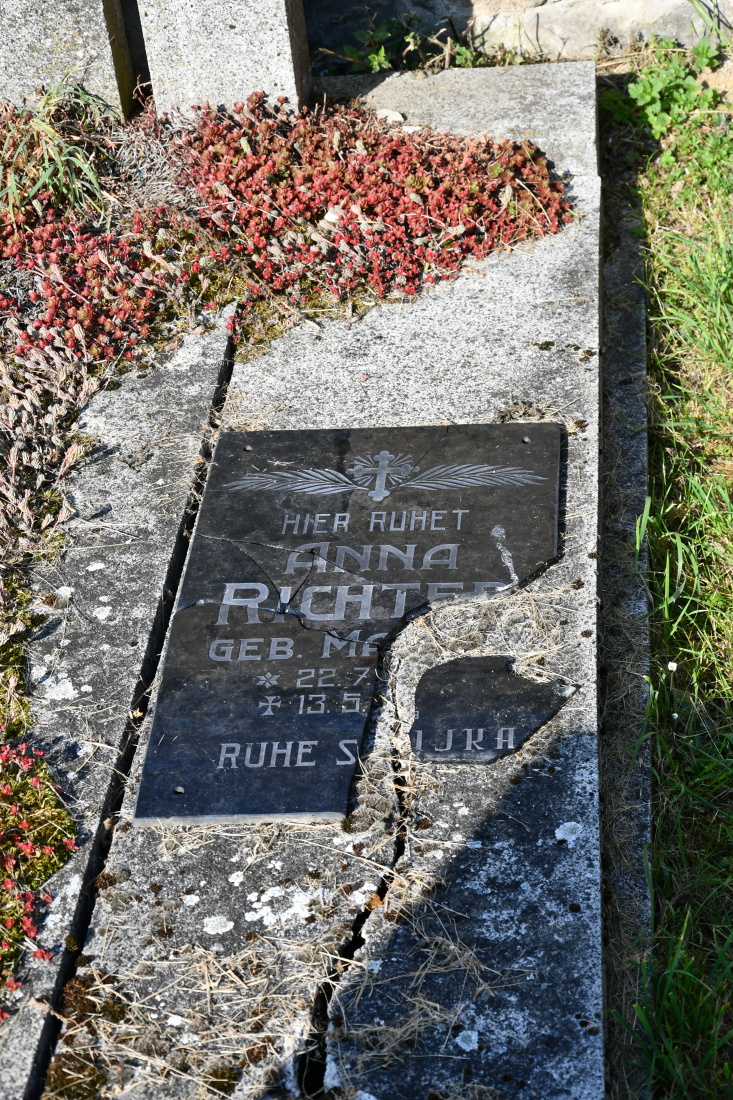 HIER RUHET
ANNA
RICHTER
GEB. MA
22.7
13.5.
RUHE S
IJKA